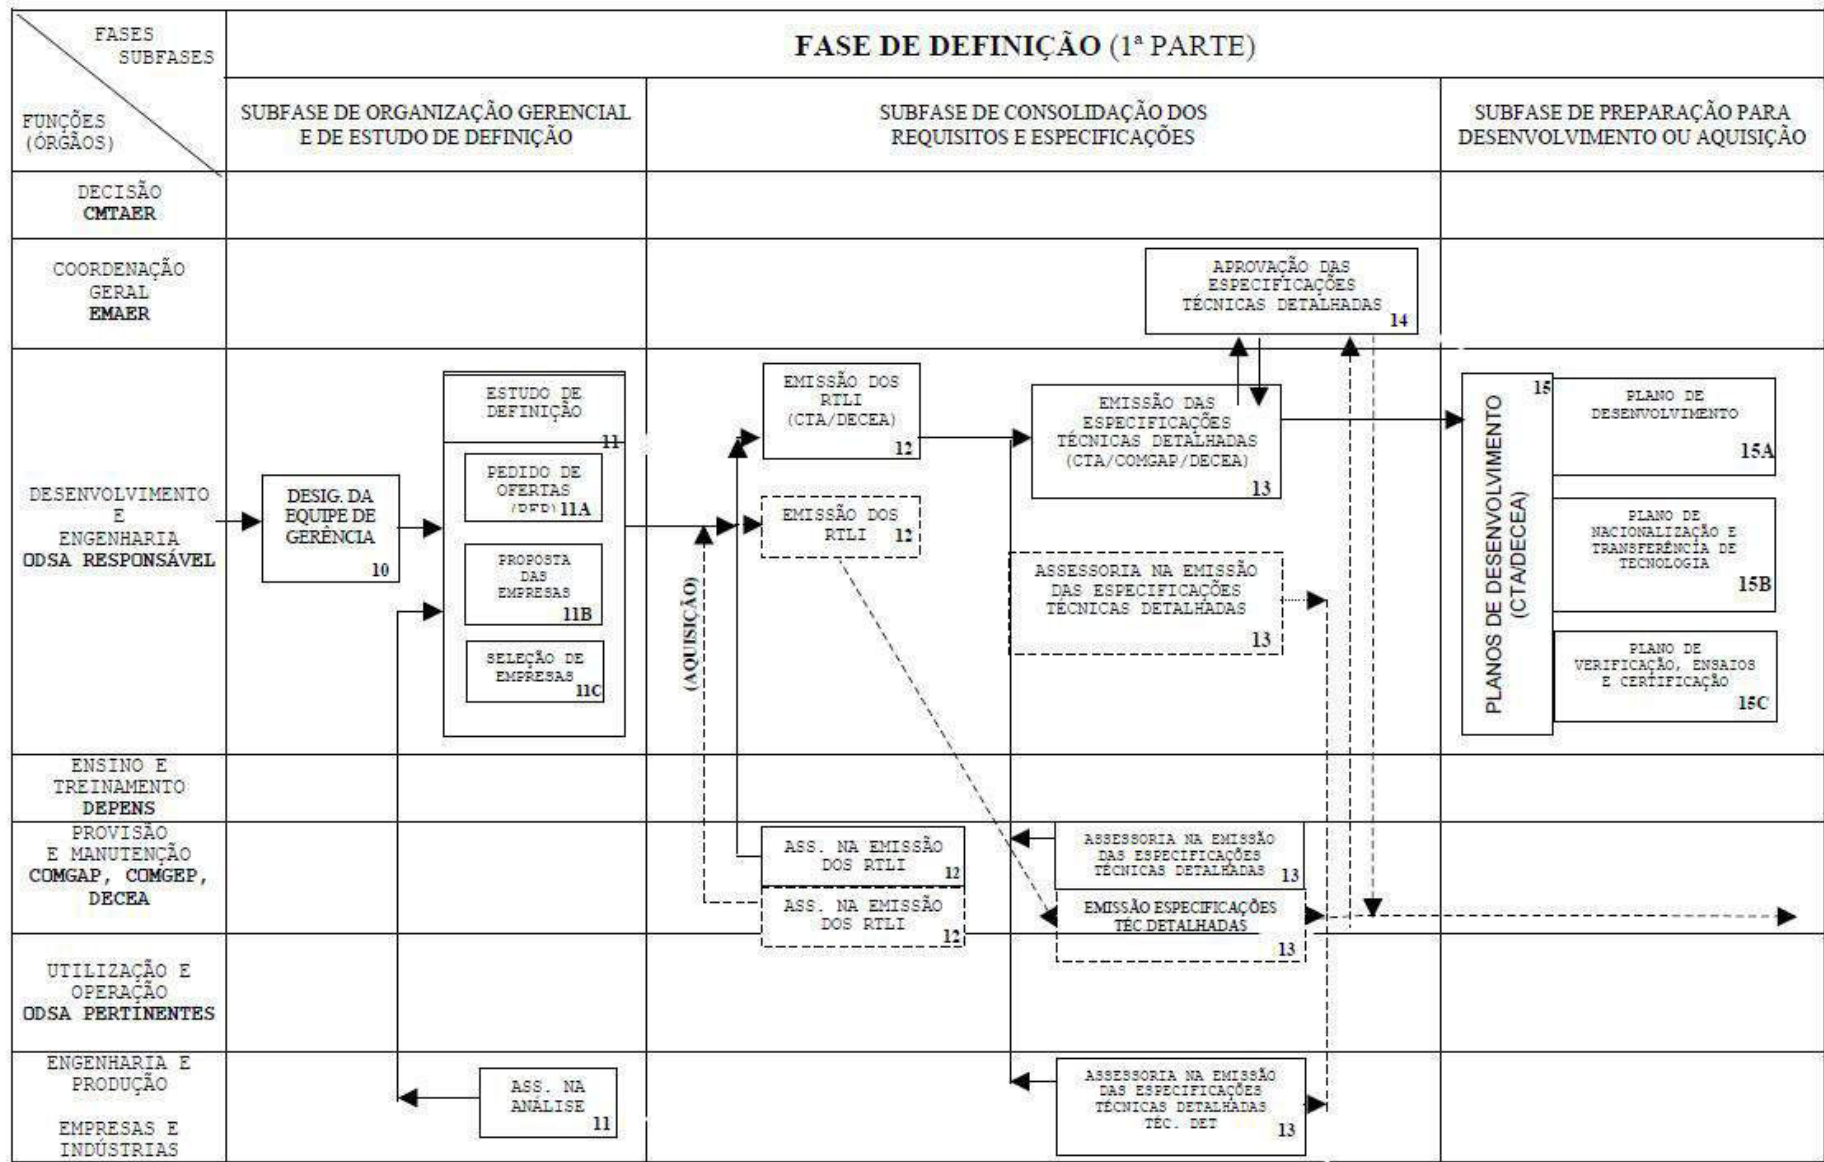 FASES
SUBFASES
FUNÇÕES
(ÓRGÃOS)
FASE DE DEFINIÇÃO (1ª PARTE)
SUBFASE DE ORGANIZAÇÃO GERENCIAL
E DE ESTUDO DE DEFINIÇÃO
SUBFASE DE CONSOLIDAÇÃO DOS
REQUISITOS E ESPECIFICAÇÕES
SUBFASE DE PREPARAÇÃO PARA
DESENVOLVIMENTO OU AQUISIÇÃO
DECISÃO
CMTAER
COORDENAÇÃO
GERAL
EMAER
APROVAÇÃO DAS
ESPECIFICAÇÕES
TÉCNICAS DETALHADAS
14
DESENVOLVIMENTO
E
ENGENHARIA
ODSA RESPONSÁVEL
DESIG. DA
EQUIPE DE
GERÊNCIA
10
ESTUDO DE
DEFINIÇÃO
11
PEDIDO DE
OFERTAS
(PFP) 11A
PROPOSTA
DAS
EMPRESAS
11B
SELEÇÃO DE
EMPRESAS
11C
(AQUISIÇÃO)
EMISSÃO DOS
RTLI
(CTA/DECEA)
12
EMISSÃO DOS
RTLI 12
EMISSÃO DAS
ESPECIFICAÇÕES
TÉCNICAS DETALHADAS
(CTA/COMGAP/DECEA)
13
ASSESSORIA NA EMISSÃO
DAS ESPECIFICAÇÕES
TÉCNICAS DETALHADAS
13
PLANOS DE DESENVOLVIMENTO
(CTA/DECEA)
15
PLANO DE
DESENVOLVIMENTO
15A
PLANO DE
NACIONALIZAÇÃO E
TRANSFERÊNCIA DE
TECNOLOGIA
15B
PLANO DE
VERIFICAÇÃO, ENSAIOS
E CERTIFICAÇÃO
15C
ENSINO E
TREINAMENTO
DEPENS
PROVISÃO
E MANUTENÇÃO
COMGAP, COMGEP,
DECEA
ASS. NA EMISSÃO
DOS RTLI
12
ASS. NA EMISSÃO
DOS RTLI
12
ASSESSORIA NA EMISSÃO
DAS ESPECIFICAÇÕES
TÉCNICAS DETALHADAS 13
EMISSÃO ESPECIFICAÇÕES
TÉC.DETALHADAS
13
UTILIZAÇÃO E
OPERAÇÃO
ODSA PERTINENTES
ENGENHARIA E
PRODUÇÃO
EMPRESAS E
INDÚSTRIAS
ASS. NA
ANÁLISE
11
ASSESSORIA NA EMISSÃO
DAS ESPECIFICAÇÕES
TÉCNICAS DETALHADAS
TÉC. DET
13